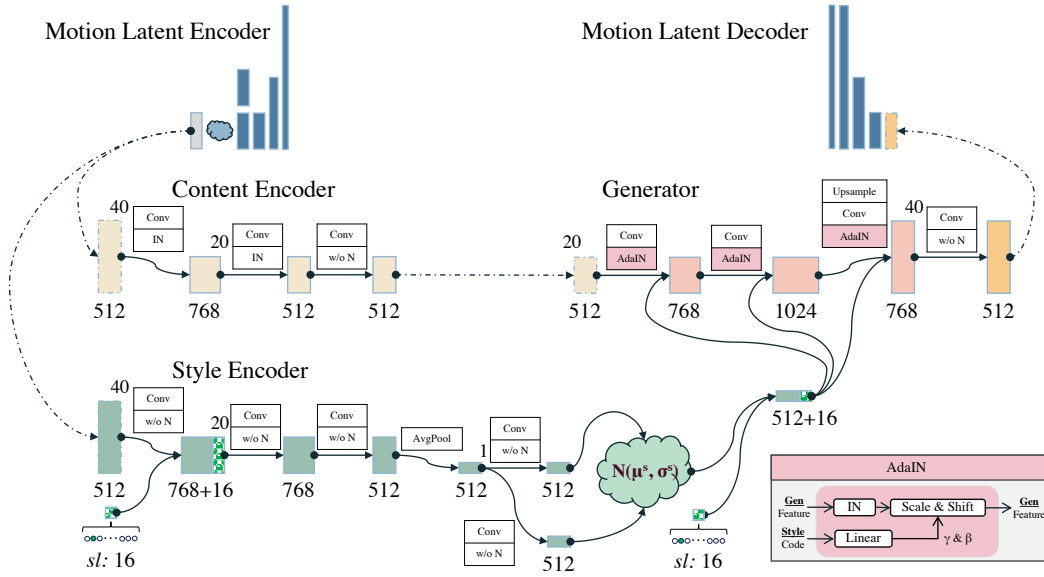 Motion Latent Encoder
Motion Latent Decoder
Content Encoder
Generator
40
Conv
IN
20
Conv
IN
Conv
w/o N
512
768
512
512
20
Conv
AdaIN
Conv
AdaIN
Upsample
Conv
AdaIN
40
Conv
w/o N
512
768
1024
768
512
Style Encoder
40
Conv
w/o N
20
Conv
w/o N
Conv
w/o N
AvgPool
1
Conv
w/o N
512
768+16
768
512
512
512
Conv
w/o N
512
N(μˢ, σˢ)
512+16
sl: 16
sl: 16
AdaIN
Gen
Feature
IN
Scale & Shift
Gen
Feature
Style
Code
Linear
γ & β